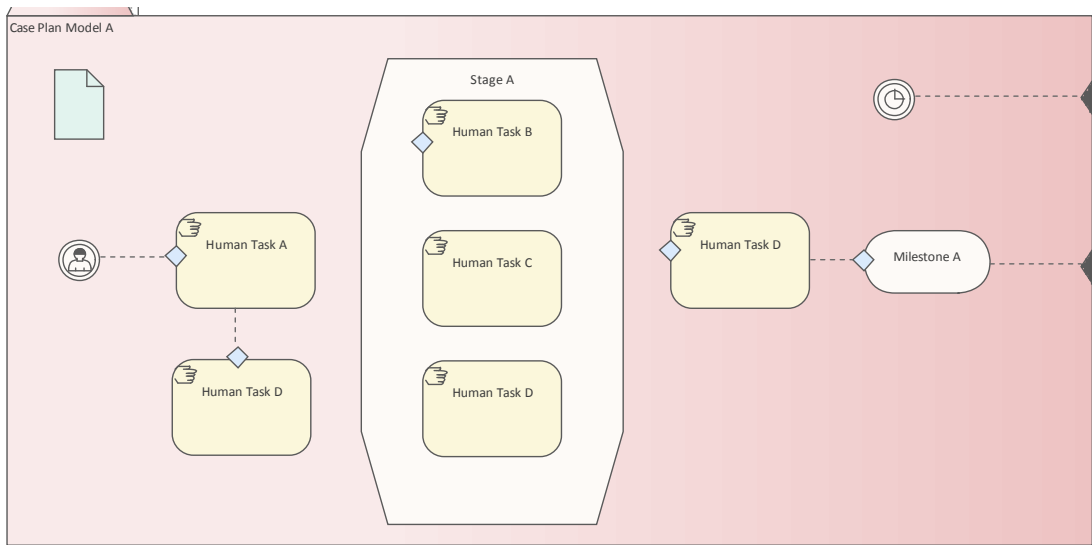 Case Plan Model A
Stage A
Human Task B
Human Task A
Human Task C
Human Task D
Milestone A
Human Task D
Human Task D